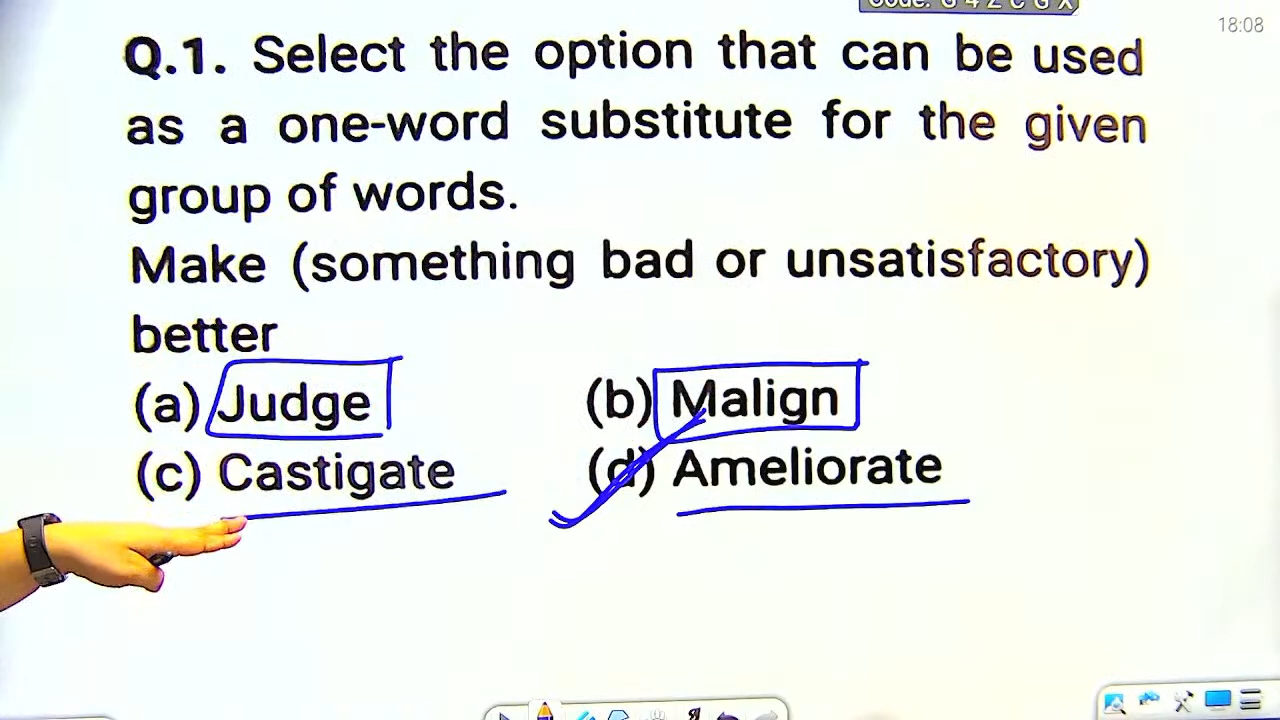 18:08
Q.1. Select the option that can be used
as a one-word substitute for the given
group of words.
Make (something bad or unsatisfactory)
better
(a) Judge (b) Malign
(c) Castigate (d) Ameliorate